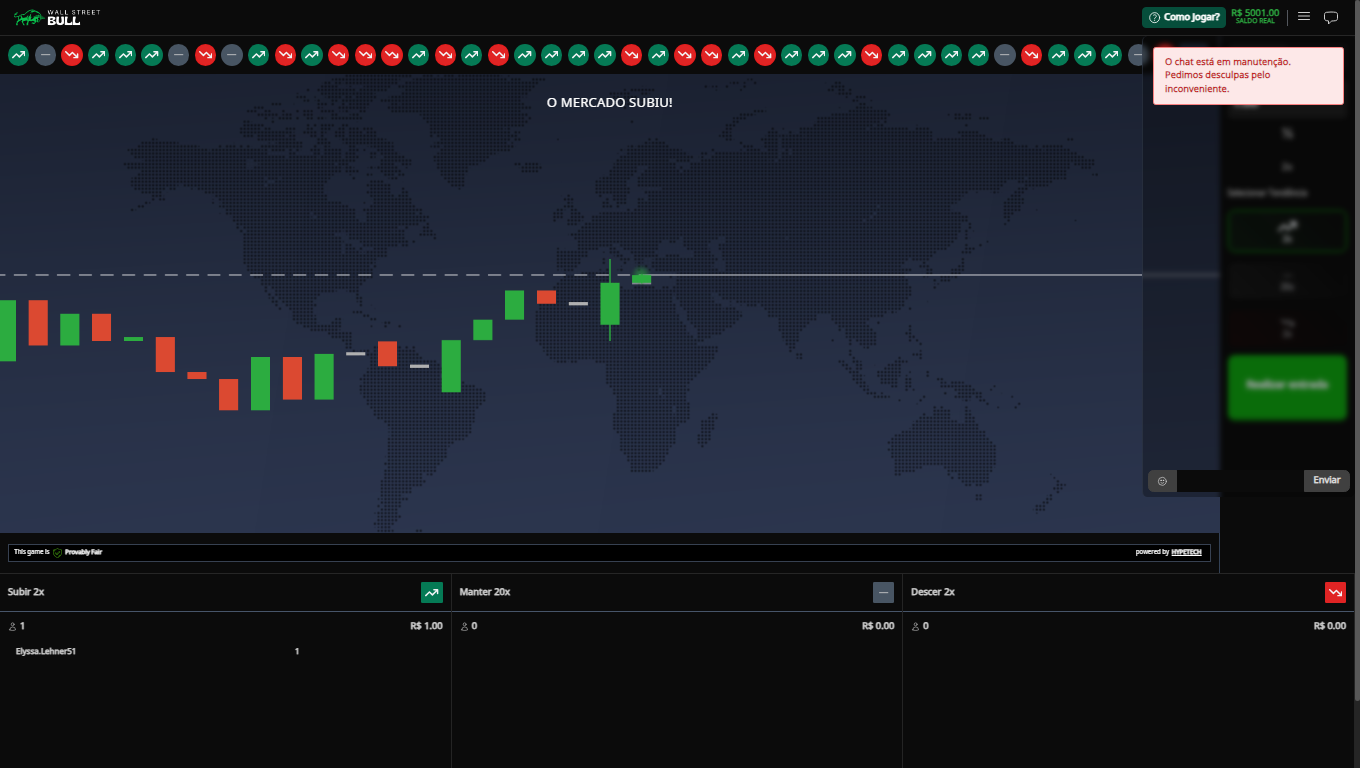 WALL STREET
BULL
Como Jogar?
R$ 5001.00
SALDO REAL
O chat está em manutenção.
Pedimos desculpas pelo
inconveniente.
O MERCADO SUBIU!
Enviar
This game is Provably Fair
powered by HYPETECH
Subir 2x
Manter 20x
Descer 2x
1
R$ 1.00
0
R$ 0.00
0
R$ 0.00
Elyssa.Lehner51
1